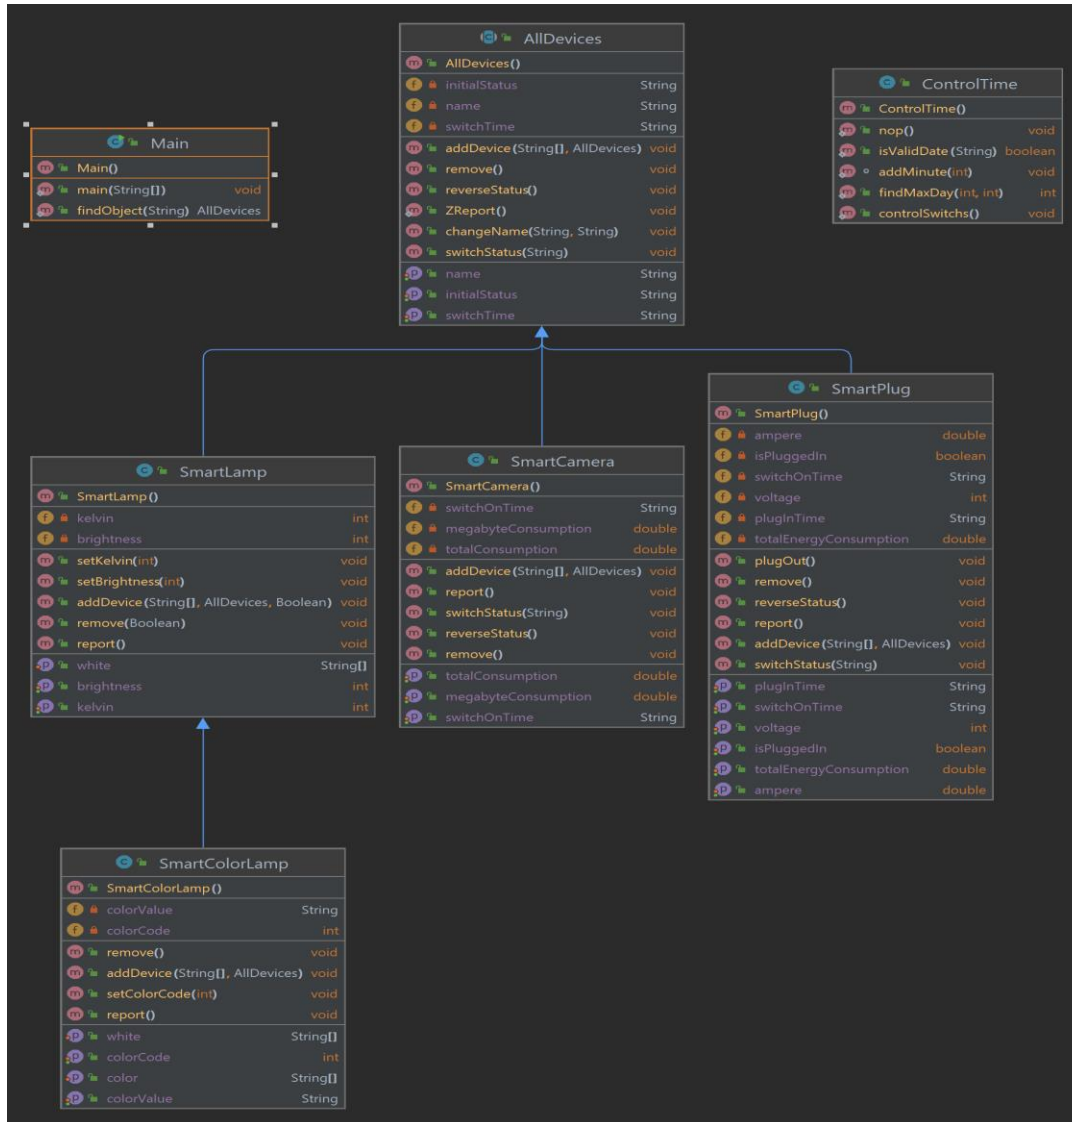 AllDevices
AllDevices()
initialStatus String
name String
switchTime String
addDevice(String[], AllDevices) void
remove() void
reverseStatus() void
ZReport() void
changeName(String, String) void
switchStatus(String) void
name String
initialStatus String
switchTime String
ControlTime
ControlTime()
nop() void
isValidDate(String) boolean
addMinute(int) void
findMaxDay(int, int) int
controlSwitchs() void
Main
Main()
main(String[]) void
findObject(String) AllDevices
SmartLamp
SmartLamp()
kelvin int
brightness int
setKelvin(int) void
setBrightness(int) void
addDevice(String[], AllDevices, Boolean) void
remove(Boolean) void
report() void
white String[]
brightness int
kelvin int
SmartCamera
SmartCamera()
switchOnTime String
megabyteConsumption double
totalConsumption double
addDevice(String[], AllDevices) void
report() void
switchStatus(String) void
reverseStatus() void
remove() void
totalConsumption double
megabyteConsumption double
switchOnTime String
SmartPlug
SmartPlug()
ampere double
isPluggedIn boolean
switchOnTime String
voltage int
plugInTime String
totalEnergyConsumption double
plugOut() void
remove() void
reverseStatus() void
report() void
addDevice(String[], AllDevices) void
switchStatus(String) void
plugInTime String
switchOnTime String
voltage int
isPluggedIn boolean
totalEnergyConsumption double
ampere double
SmartColorLamp
SmartColorLamp()
colorValue String
colorCode int
remove() void
addDevice(String[], AllDevices) void
setColorCode(int) void
report() void
white String[]
colorCode int
color String[]
colorValue String